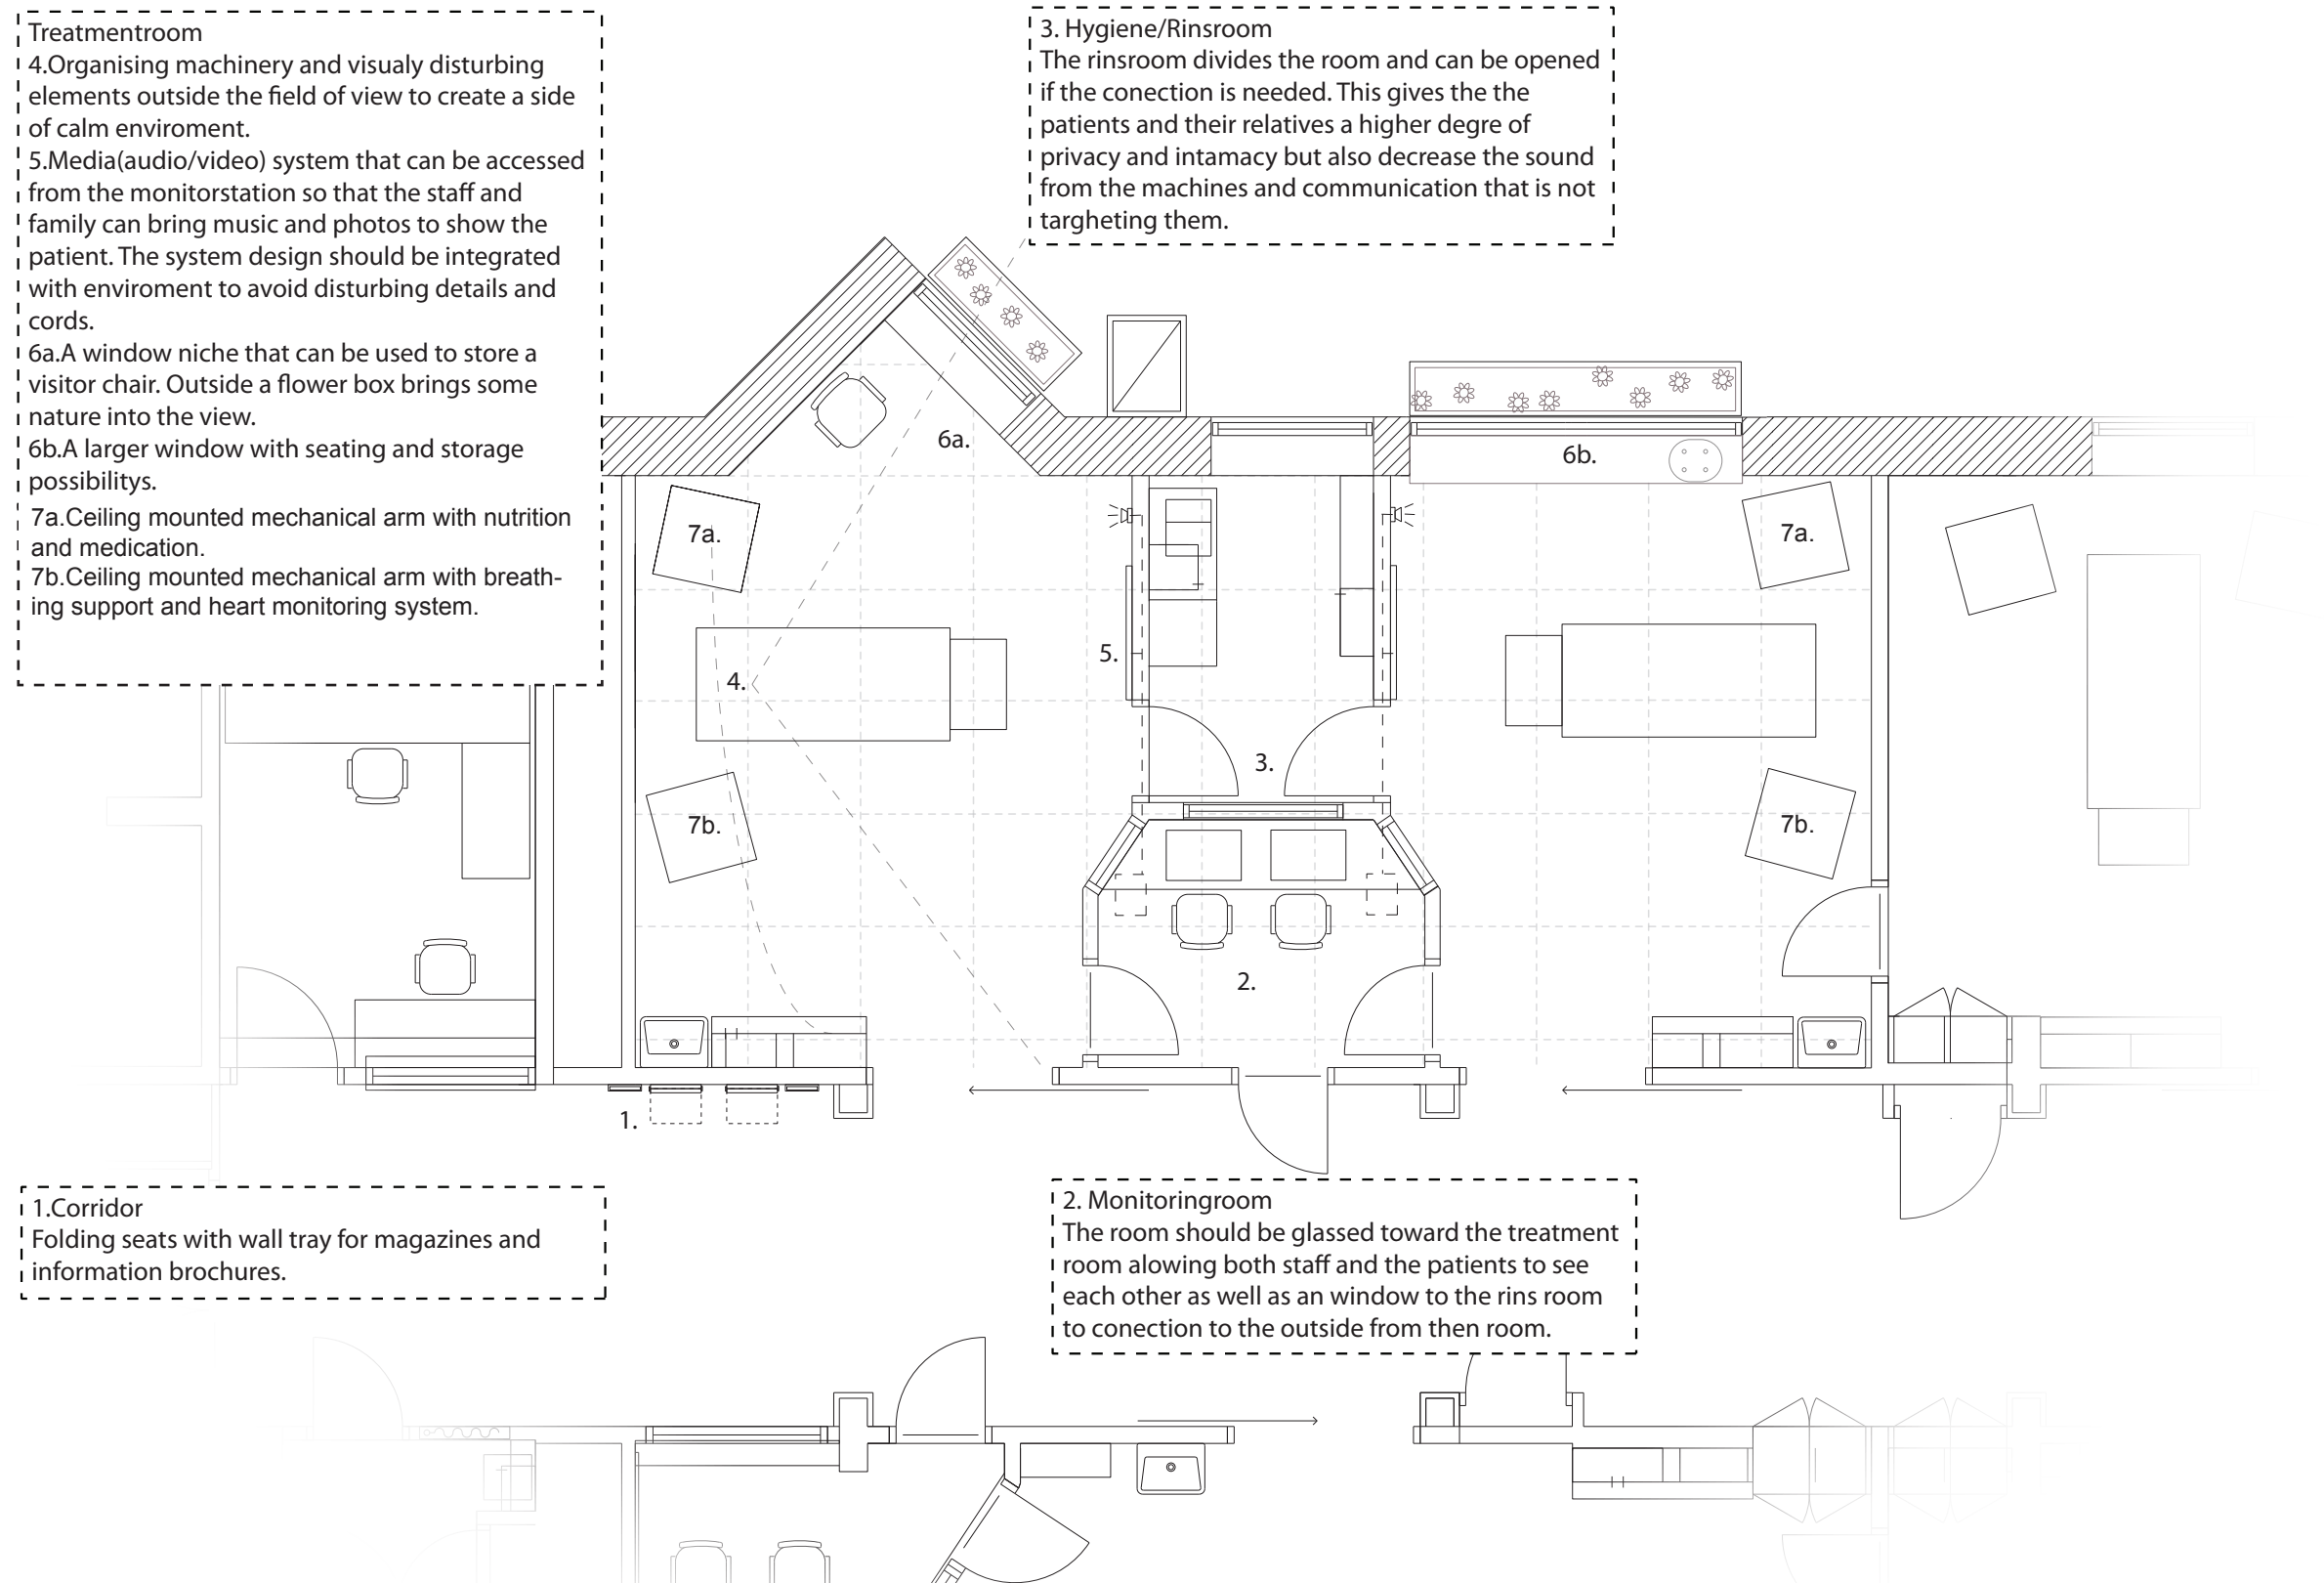 Treatmentroom
4.Organising machinery and visualy disturbing
elements outside the field of view to create a side
of calm enviroment.
5.Media(audio/video) system that can be accessed
from the monitorstation so that the staff and
family can bring music and photos to show the
patient. The system design should be integrated
with enviroment to avoid disturbing details and
cords.
6a.A window niche that can be used to store a
visitor chair. Outside a flower box brings some
nature into the view.
6b.A larger window with seating and storage
possibilitys.
7a.Ceiling mounted mechanical arm with nutrition
and medication.
7b.Ceiling mounted mechanical arm with breath-
ing support and heart monitoring system.
3. Hygiene/Rinsroom
The rinsroom divides the room and can be opened
if the conection is needed. This gives the the
patients and their relatives a higher degre of
privacy and intamacy but also decrease the sound
from the machines and communication that is not
targheting them.
6a.
6b.
7a.
7a.
5.
4.
3.
7b.
7b.
2.
1.
1.Corridor
Folding seats with wall tray for magazines and
information brochures.
2. Monitoringroom
The room should be glassed toward the treatment
room alowing both staff and the patients to see
each other as well as an window to the rins room
to conection to the outside from then room.